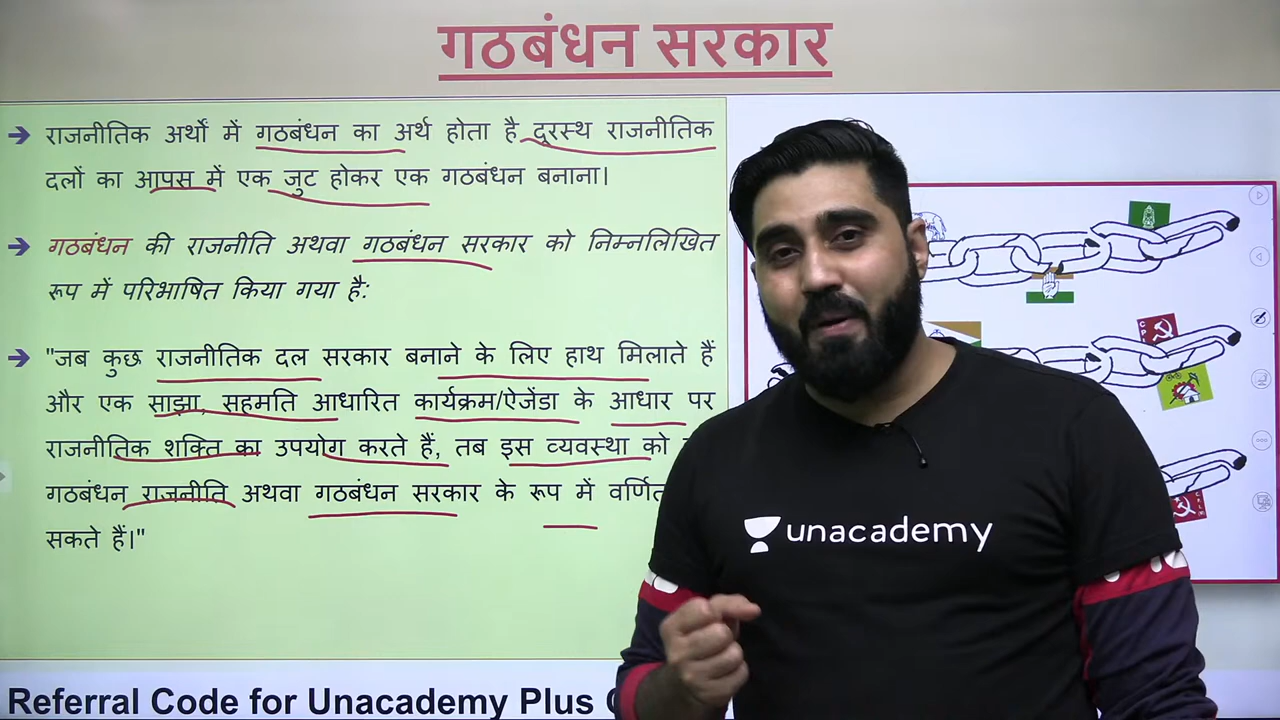 गठबंधन सरकार
राजनीतिक अर्थों में गठबंधन का अर्थ होता है दूरस्थ राजनीतिक
दलों का आपस में एक जुट होकर एक गठबंधन बनाना।
गठबंधन की राजनीति अथवा गठबंधन सरकार को निम्नलिखित
रूप में परिभाषित किया गया है:
"जब कुछ राजनीतिक दल सरकार बनाने के लिए हाथ मिलाते हैं
और एक साझा, सहमति आधारित कार्यक्रम/ऐजेंडा के आधार पर
राजनीतिक शक्ति का उपयोग करते हैं, तब इस व्यवस्था को
गठबंधन राजनीति अथवा गठबंधन सरकार के रूप में
सकते हैं।"
unacademy
Referral Code for Unacademy Plus